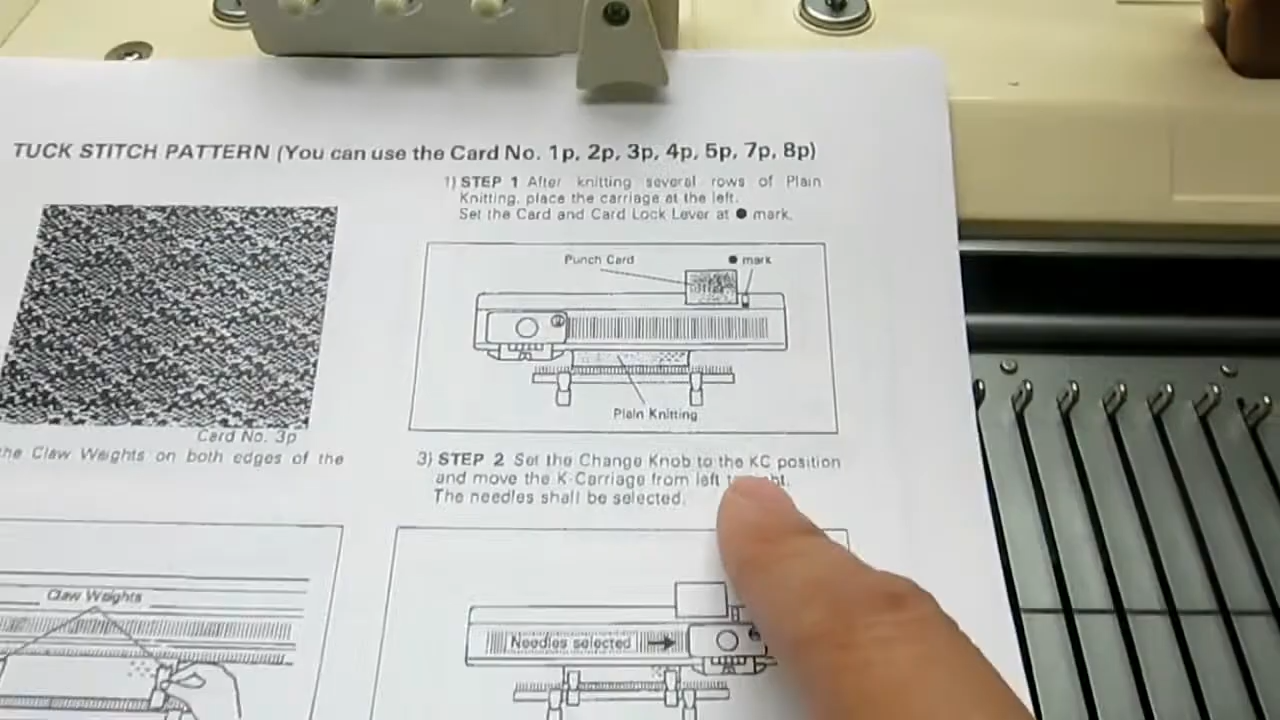 TUCK STITCH PATTERN (You can use the Card No. 1p, 2p, 3p, 4p, 5p, 7p, 8p)
1) STEP 1 After knitting several rows of Plain
Knitting, place the carriage at the left.
Set the Card and Card Lock Lever at ● mark.
Punch Card
● mark
Plain Knitting
Card No. 3p
the Claw Weights on both edges of the
3) STEP 2 Set the Change Knob to the KC position
and move the K-Carriage from left
The needles shall be selected.
Claw Weights
Needles selected